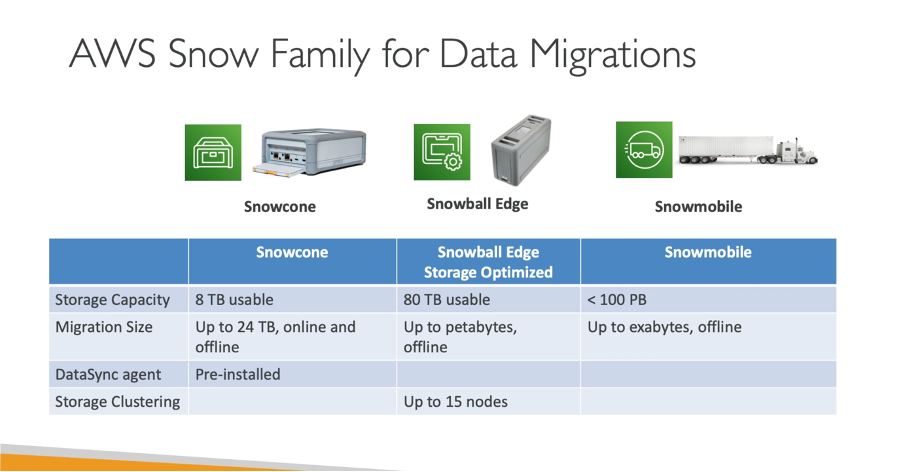 AWS Snow Family for Data Migrations
Snowcone
Snowball Edge
Snowmobile
Snowcone
Snowball Edge
Storage Optimized
Snowmobile
Storage Capacity
8 TB usable
80 TB usable
< 100 PB
Migration Size
Up to 24 TB, online and
offline
Up to petabytes,
offline
Up to exabytes, offline
DataSync agent
Pre-installed
Storage Clustering
Up to 15 nodes